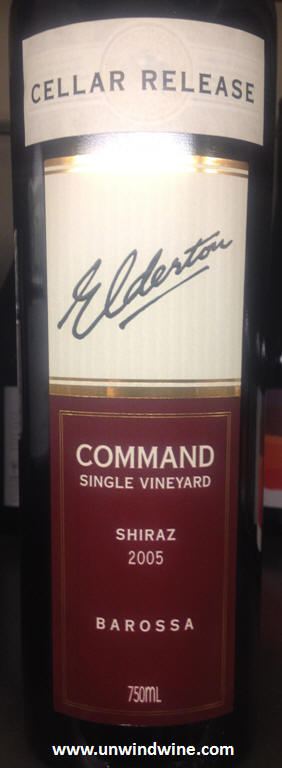 CELLAR RELEASE
Elderton
COMMAND
SINGLE VINEYARD
SHIRAZ
2005
BAROSSA
750ML
www.unwindwine.com